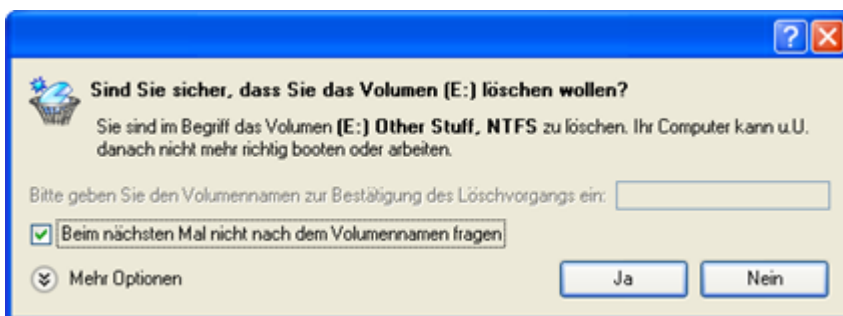 Sind Sie sicher, dass Sie das Volumen (E:) löschen wollen?
Sie sind im Begriff das Volumen (E:) Other Stuff, NTFS zu löschen. Ihr Computer kann u.U.
danach nicht mehr richtig booten oder arbeiten.
Bitte geben Sie den Volumennamen zur Bestätigung des Löschvorgangs ein:
Beim nächsten Mal nicht nach dem Volumennamen fragen
Mehr Optionen
Ja
Nein